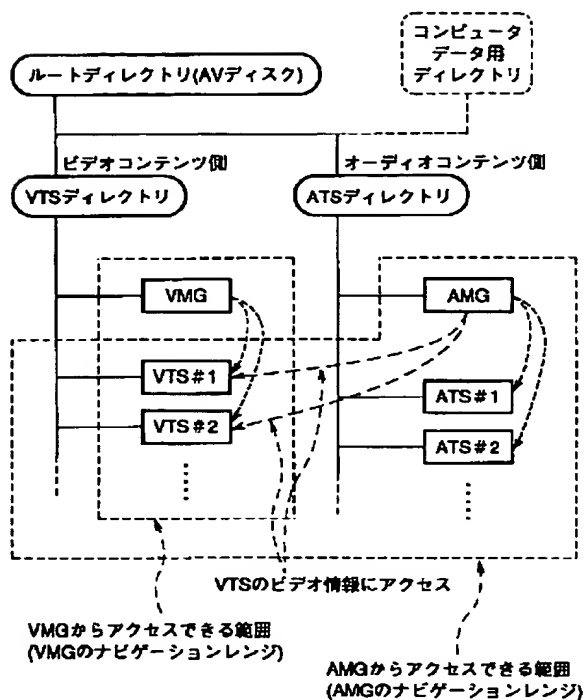 コンピュータ
データ用
ディレクトリ
ルートディレクトリ(AVディスク)
ビデオコンテンツ側
オーディオコンテンツ側
VTSディレクトリ
ATSディレクトリ
VMG
AMG
VTS#1
ATS#1
VTS#2
ATS#2
VTSのビデオ情報にアクセス
VMGからアクセスできる範囲
(VMGのナビゲーションレンジ)
AMGからアクセスできる範囲
(AMGのナビゲーションレンジ)